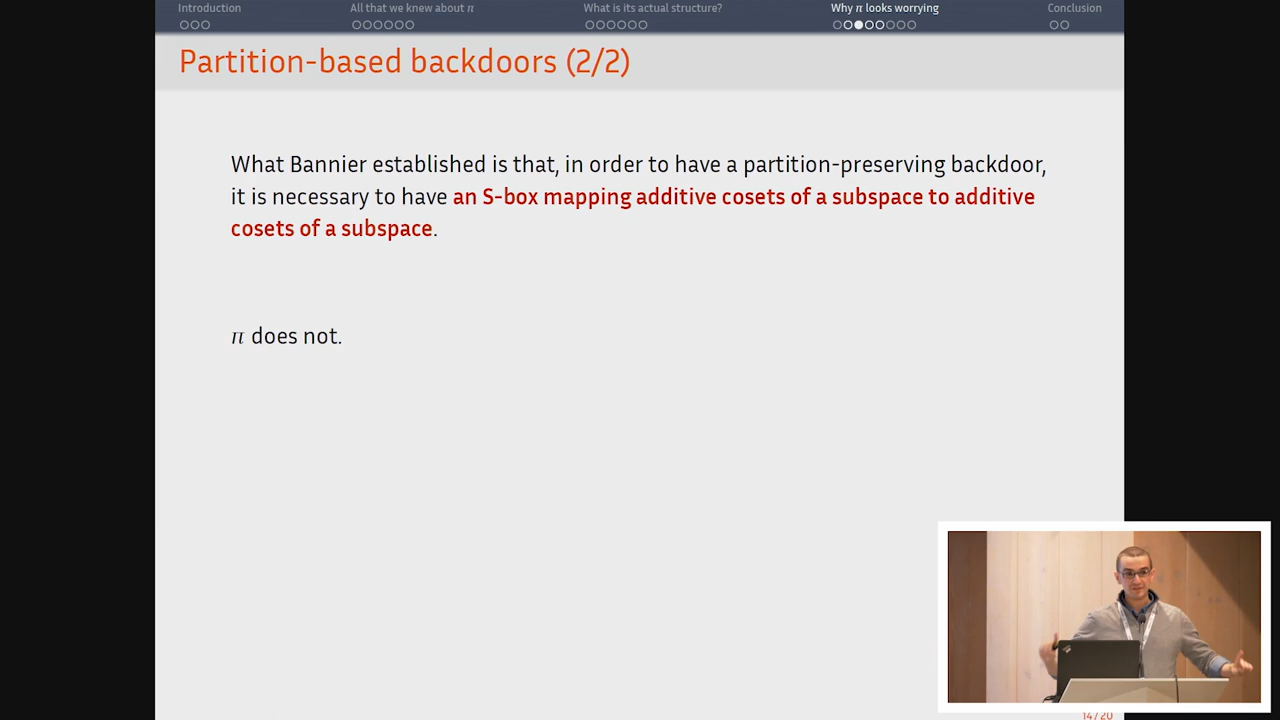 Introduction
All that we knew about π
What is its actual structure?
Why π looks worrying
Conclusion
Partition-based backdoors (2/2)
What Bannier established is that, in order to have a partition-preserving backdoor,
it is necessary to have an S-box mapping additive cosets of a subspace to additive
cosets of a subspace.
π does not.
14/20